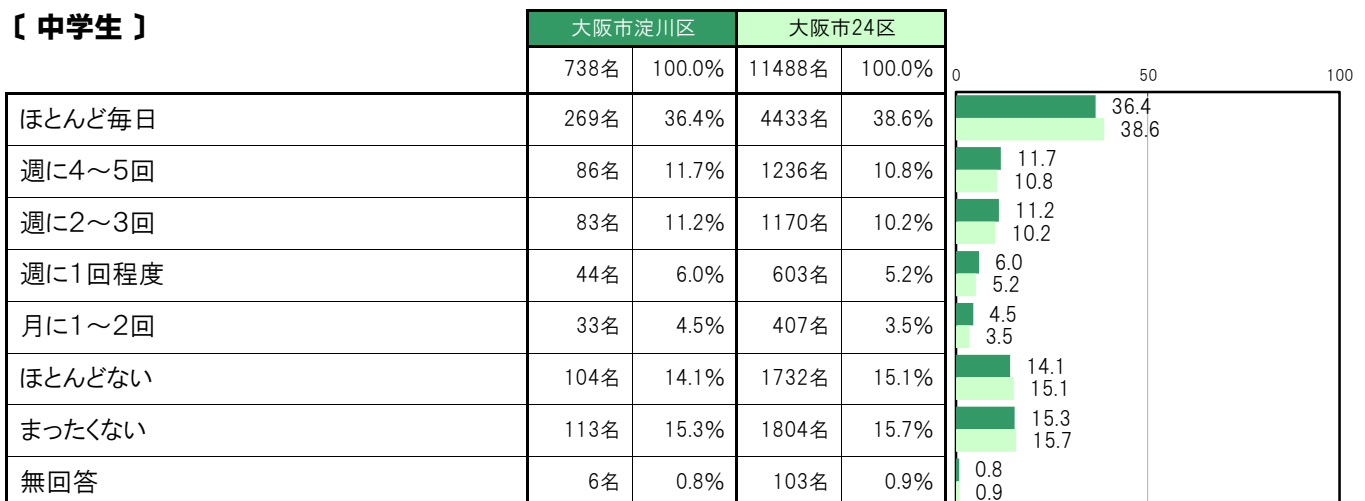 〔 中学生 〕
大阪市淀川区 大阪市24区
738名 100.0% 11488名 100.0%
0 50 100
ほとんど毎日 269名 36.4% 4433名 38.6%
36.4
38.6
週に4～5回 86名 11.7% 1236名 10.8%
11.7
10.8
週に2～3回 83名 11.2% 1170名 10.2%
11.2
10.2
週に1回程度 44名 6.0% 603名 5.2%
6.0
5.2
月に1～2回 33名 4.5% 407名 3.5%
4.5
3.5
ほとんどない 104名 14.1% 1732名 15.1%
14.1
15.1
まったくない 113名 15.3% 1804名 15.7%
15.3
15.7
無回答 6名 0.8% 103名 0.9%
0.8
0.9